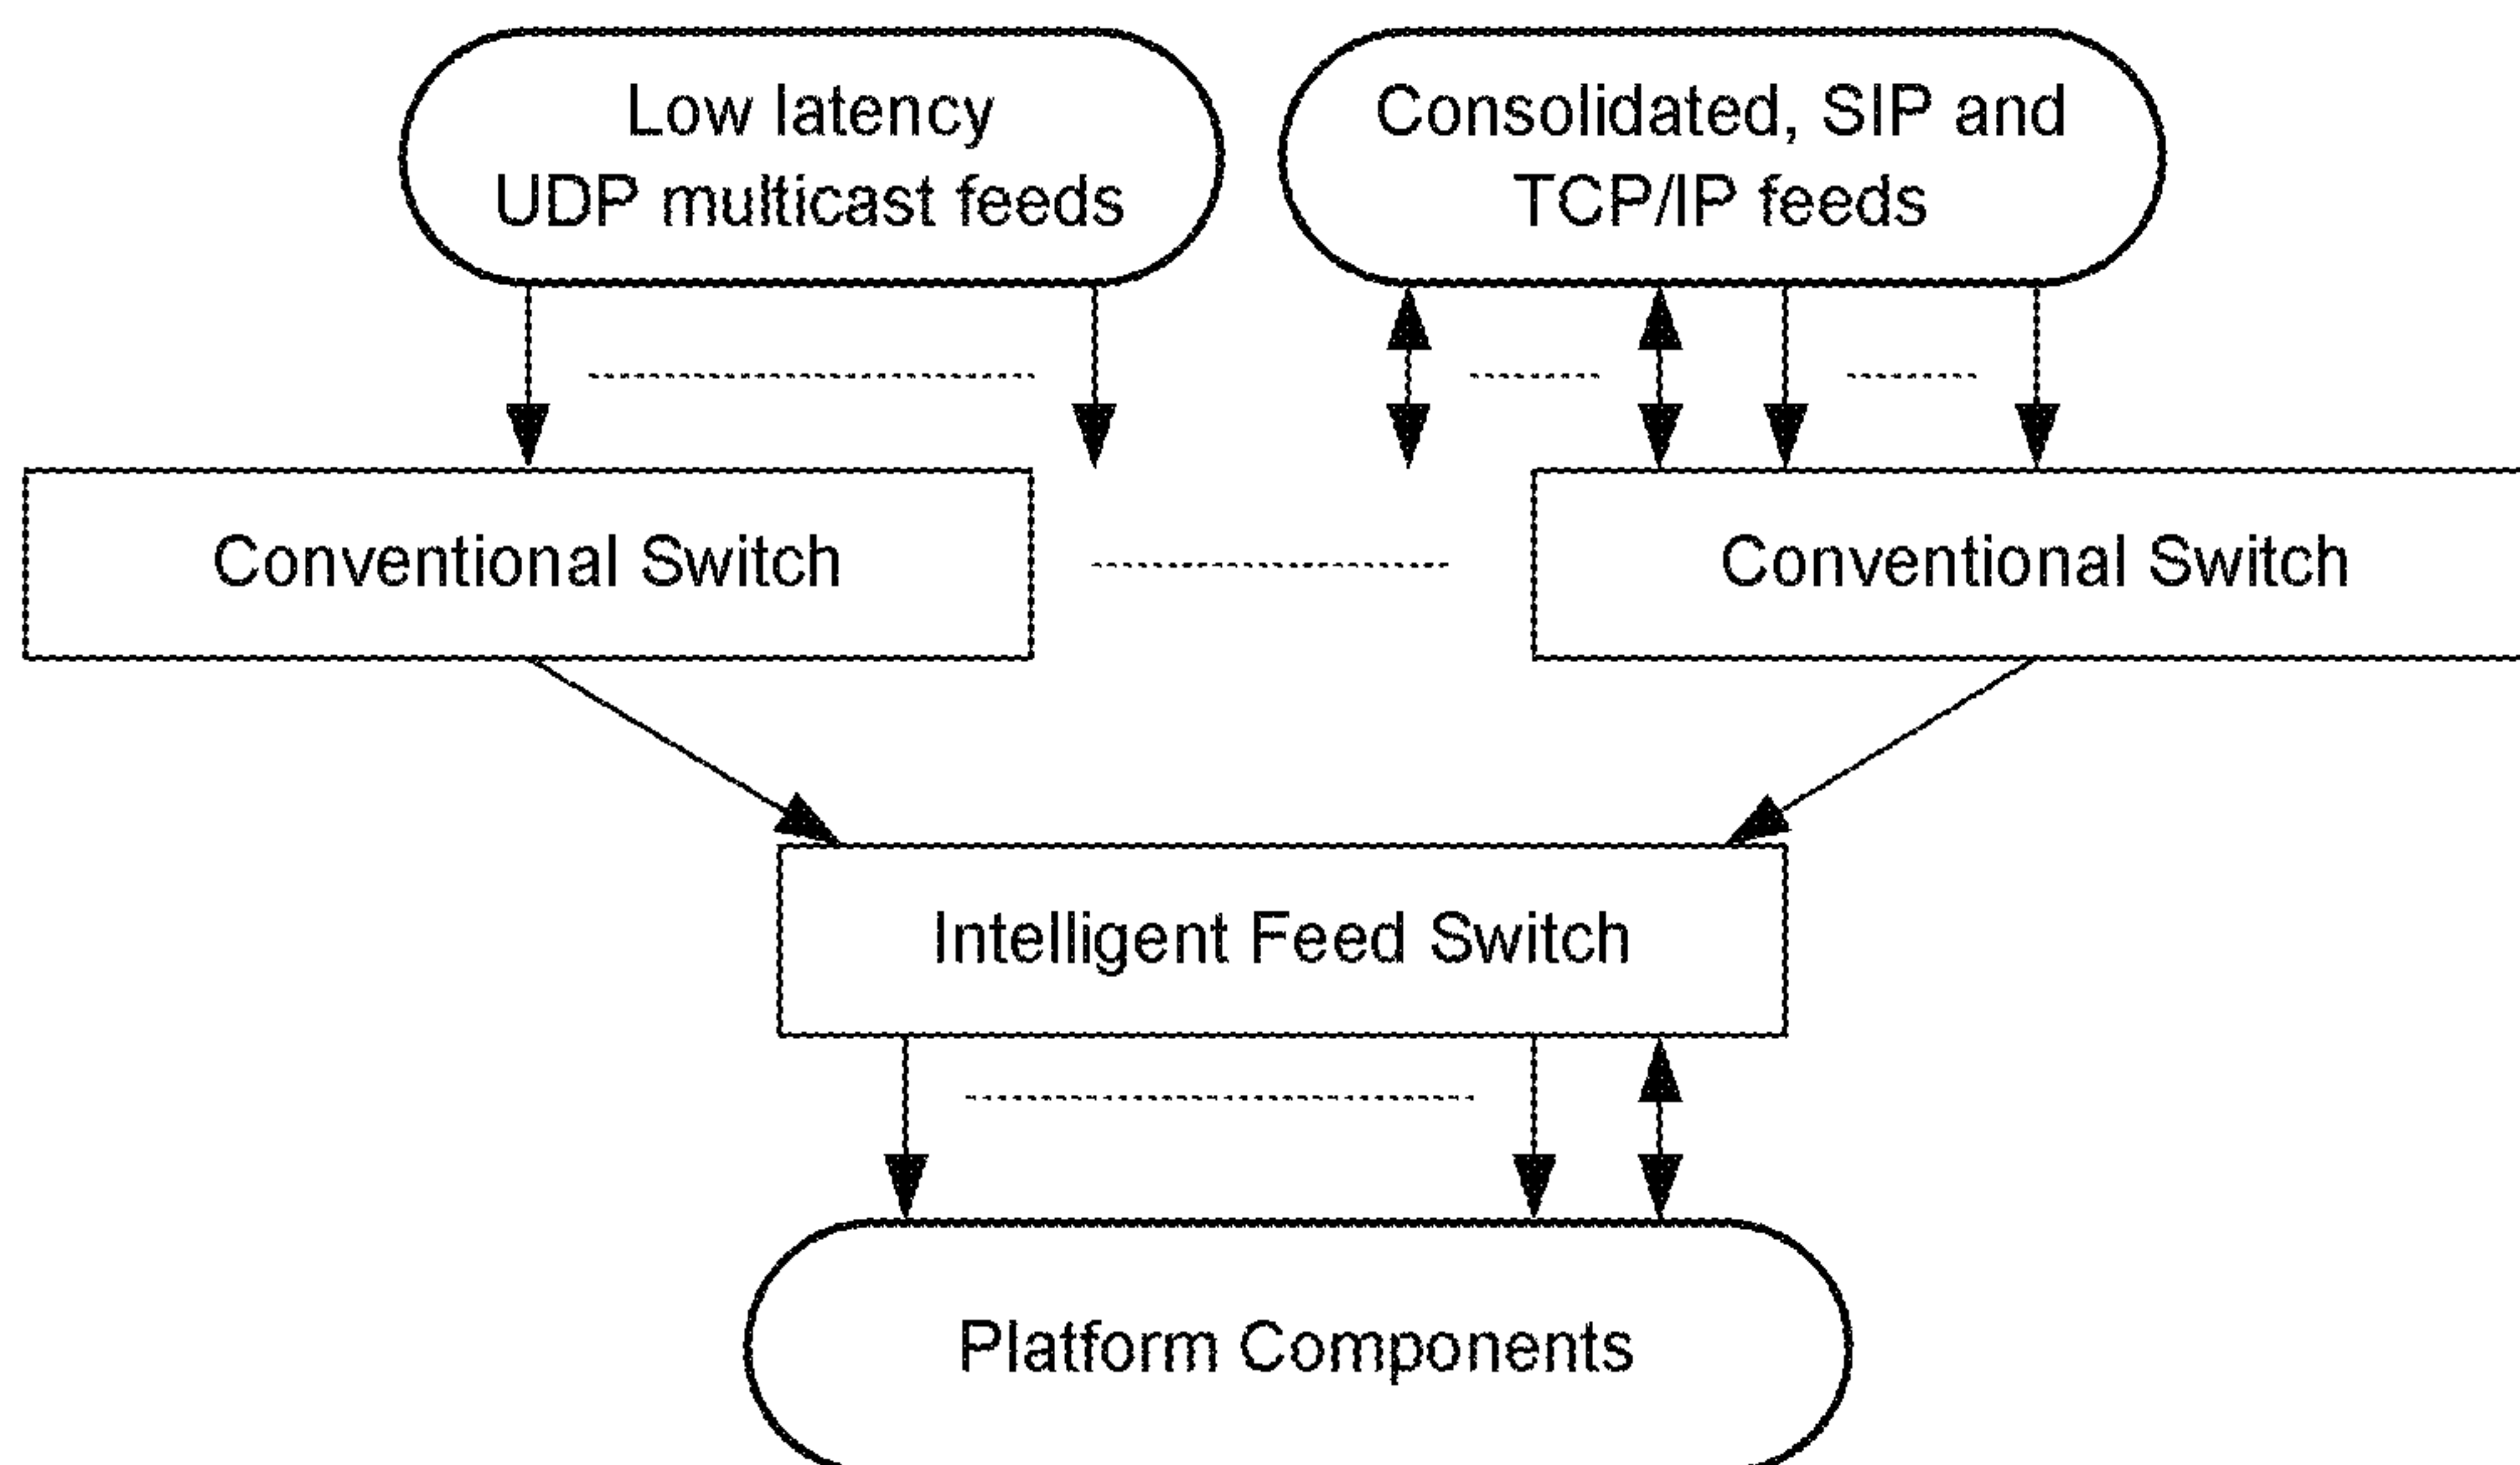 Low latency
UDP multicast feeds
Consolidated, SIP and
TCP/IP feeds
Conventional Switch
Conventional Switch
Intelligent Feed Switch
Platform Components